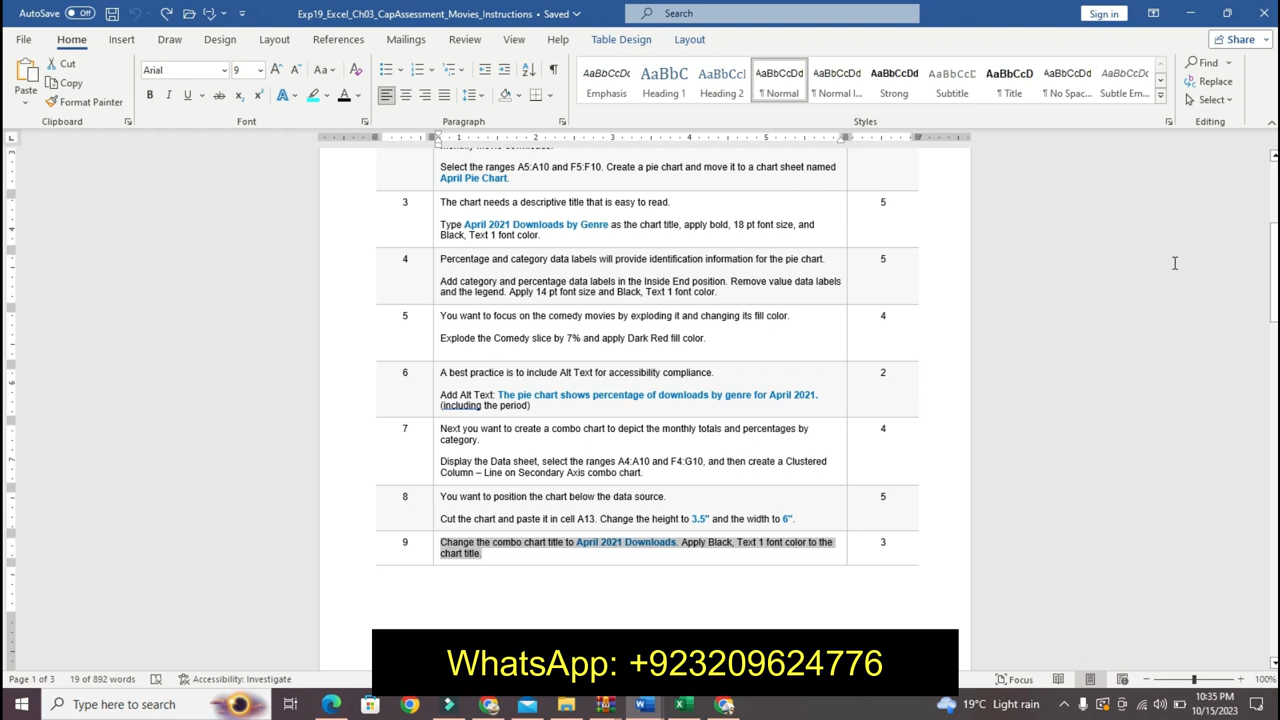 AutoSave Off Exp19_Excel_Ch03_CapAssessment_Movies_Instructions • Saved Search Sign in
File Home Insert Draw Design Layout References Mailings Review View Help Table Design Layout Share
Paste Cut Copy Format Painter
Arial 9 Aa
B I U ab x₂ x² A A
AaBbCcDc AaBbC AaBbCcI AaBbCcDd AaBbCcDd AaBbCcDd AaBbCcDd AaBbCcDd AaBbCcDd AaBbCcDd
Emphasis Heading 1 Heading 2 ¶ Normal ¶ Normal I... Strong Subtitle ¶ Title ¶ No Spac... Subtle Em...
Find Replace Select
Clipboard Font Paragraph Styles Editing
1 2 3 4 5
Select the ranges A5:A10 and F5:F10. Create a pie chart and move it to a chart sheet named
April Pie Chart.
3 The chart needs a descriptive title that is easy to read. 5
Type April 2021 Downloads by Genre as the chart title, apply bold, 18 pt font size, and
Black, Text 1 font color.
4 Percentage and category data labels will provide identification information for the pie chart. 5
Add category and percentage data labels in the Inside End position. Remove value data labels
and the legend. Apply 14 pt font size and Black, Text 1 font color.
5 You want to focus on the comedy movies by exploding it and changing its fill color. 4
Explode the Comedy slice by 7% and apply Dark Red fill color.
6 A best practice is to include Alt Text for accessibility compliance. 2
Add Alt Text: The pie chart shows percentage of downloads by genre for April 2021.
(including the period)
7 Next you want to create a combo chart to depict the monthly totals and percentages by 4
category.
Display the Data sheet, select the ranges A4:A10 and F4:G10, and then create a Clustered
Column – Line on Secondary Axis combo chart.
8 You want to position the chart below the data source. 5
Cut the chart and paste it in cell A13. Change the height to 3.5" and the width to 6".
9 Change the combo chart title to April 2021 Downloads. Apply Black, Text 1 font color to the 3
chart title.
WhatsApp: +923209624776
Page 1 of 3 19 of 892 words Accessibility: Investigate Focus 100%
Type here to search 19°C Light rain 10:35 PM
10/15/2023